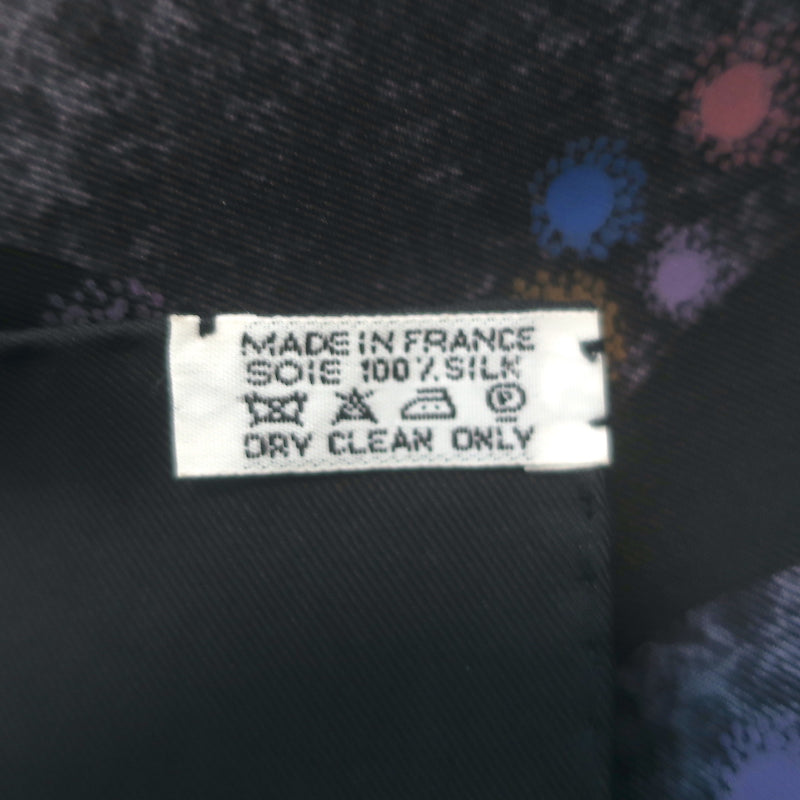 MADE IN FRANCE
SOIE 100% SILK
P
DRY CLEAN ONLY